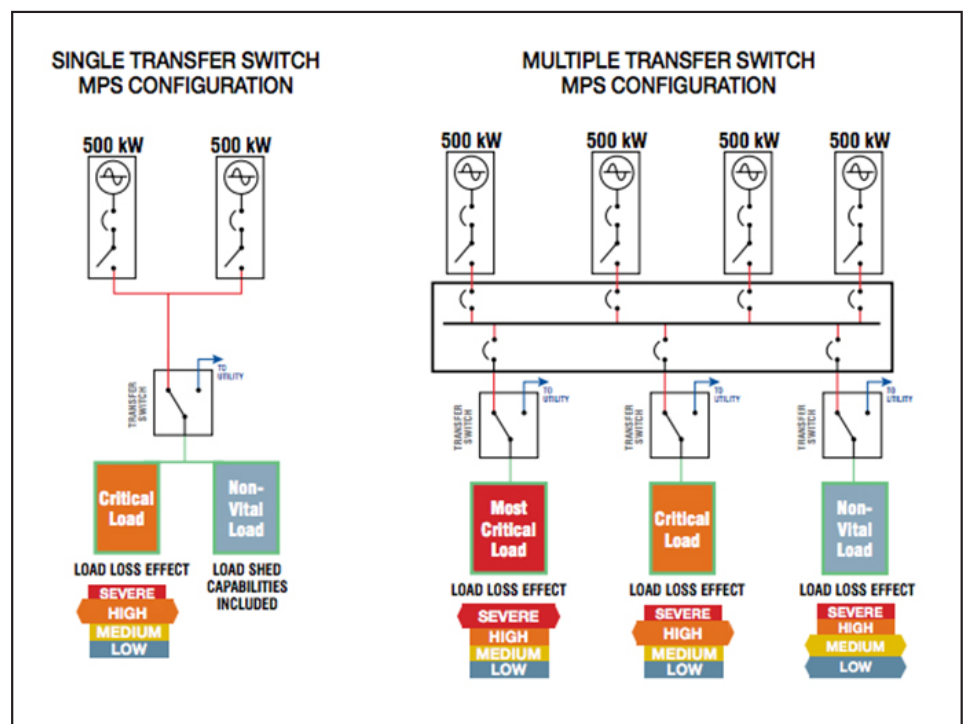 SINGLE TRANSFER SWITCH
MPS CONFIGURATION
500 kW
500 kW
TO
UTILITY
TRANSFER
SWITCH
Critical
Load
Non-
Vital
Load
LOAD LOSS EFFECT
SEVERE
HIGH
MEDIUM
LOW
LOAD SHED
CAPABILITIES
INCLUDED
MULTIPLE TRANSFER SWITCH
MPS CONFIGURATION
500 kW
500 kW
500 kW
500 kW
TO
UTILITY
TRANSFER
SWITCH
Most
Critical
Load
LOAD LOSS EFFECT
SEVERE
HIGH
MEDIUM
LOW
TO
UTILITY
TRANSFER
SWITCH
Critical
Load
LOAD LOSS EFFECT
SEVERE
HIGH
MEDIUM
LOW
TO
UTILITY
TRANSFER
SWITCH
Non-
Vital
Load
LOAD LOSS EFFECT
SEVERE
HIGH
MEDIUM
LOW